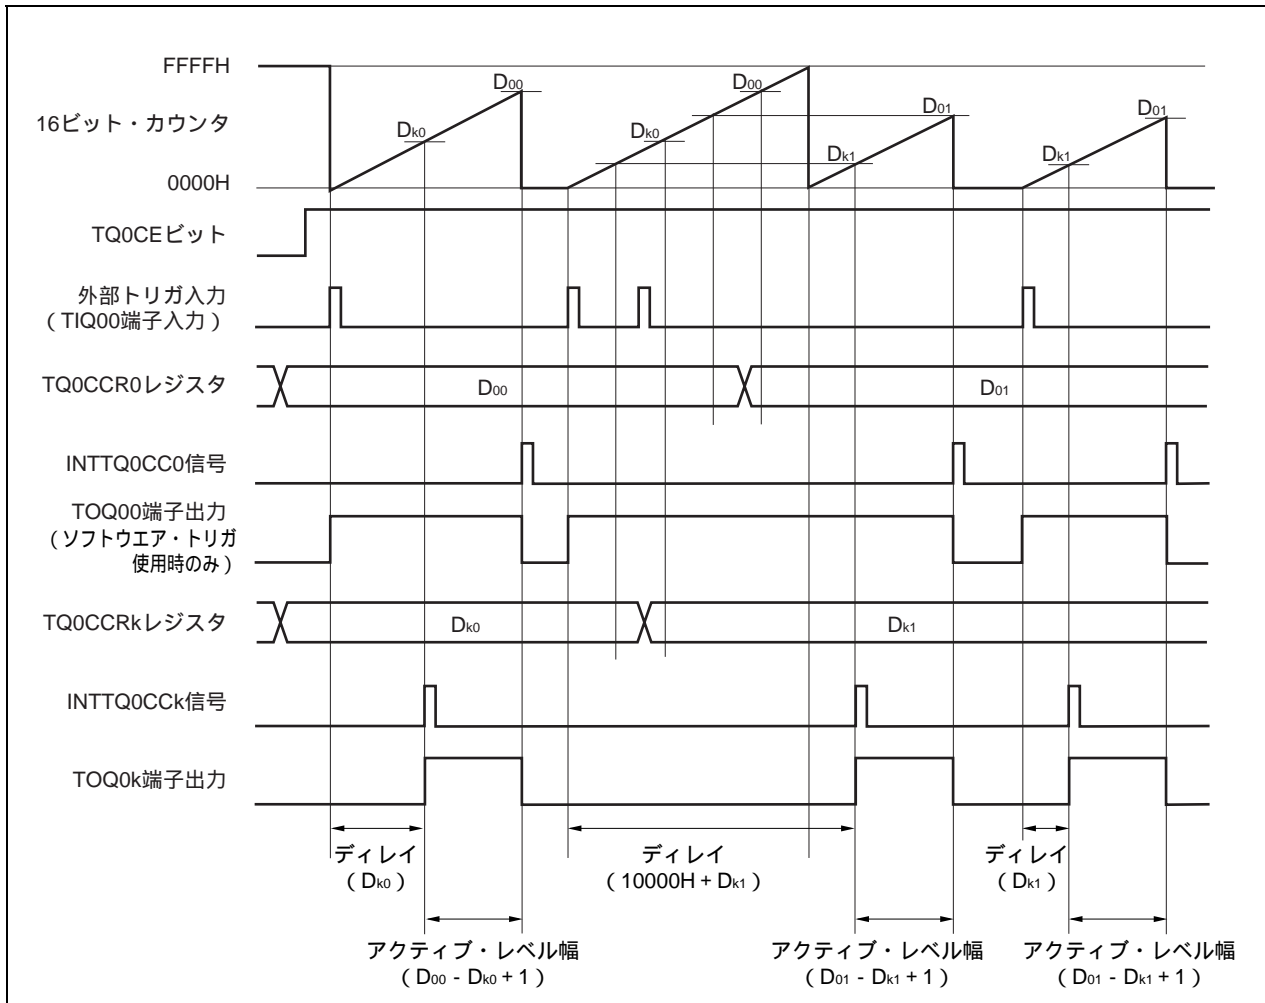 FFFFH
16ビット・カウンタ
0000H
D00
Dk0
D00
Dk0
D01
Dk1
D01
Dk1
TQ0CEビット
外部トリガ入力
（TIQ00端子入力）
TQ0CCR0レジスタ
D00
D01
INTTQ0CC0信号
TOQ00端子出力
（ソフトウエア・トリガ
使用時のみ）
TQ0CCRkレジスタ
Dk0
Dk1
INTTQ0CCk信号
TOQ0k端子出力
ディレイ
（Dk0）
ディレイ
（10000H + Dk1）
ディレイ
（Dk1）
アクティブ・レベル幅
（D00 - Dk0 + 1）
アクティブ・レベル幅
（D01 - Dk1 + 1）
アクティブ・レベル幅
（D01 - Dk1 + 1）